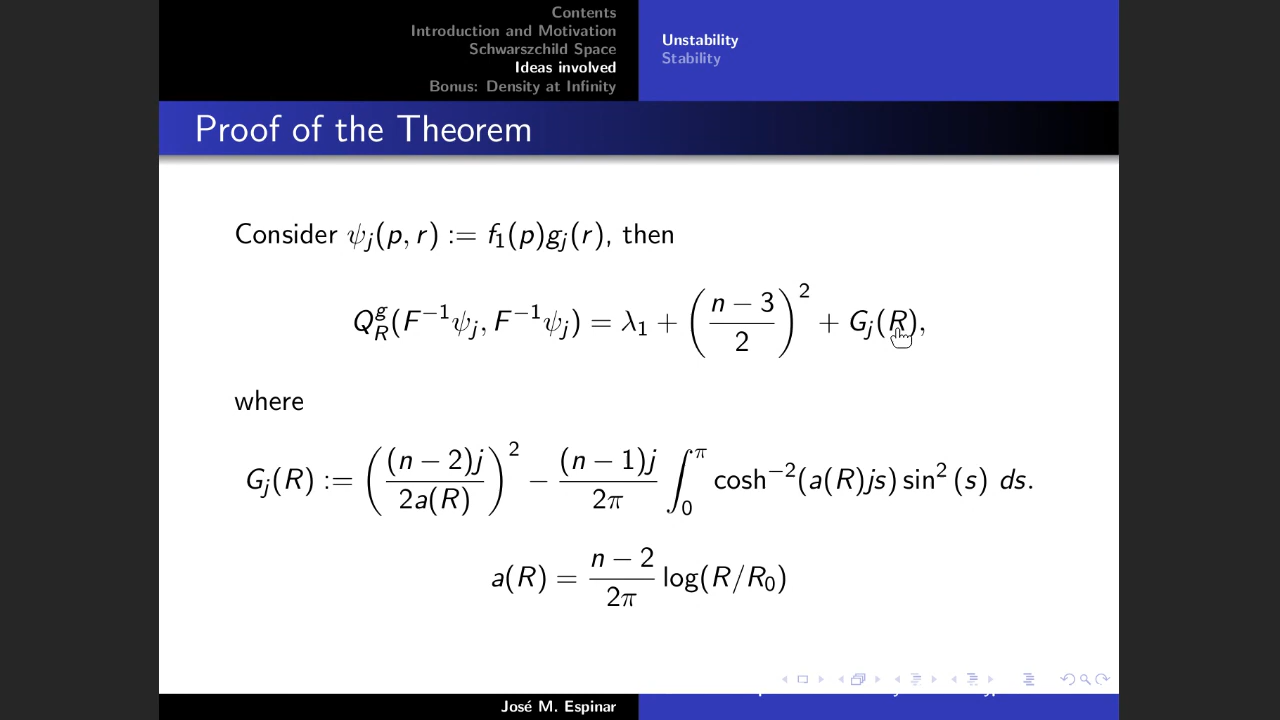 Contents
Introduction and Motivation
Schwarszchild Space
Ideas involved
Bonus: Density at Infinity
Unstability
Stability
Proof of the Theorem
Consider ψ_j(p, r) := f_1(p)g_j(r), then
Q^g_R(F^{−1}ψ_j, F^{−1}ψ_j) = λ_1 + ((n − 3)/2)^2 + G_j(R),
where
G_j(R) := ((n − 2)j / 2a(R))^2 − ((n − 1)j / 2π) ∫_0^π cosh^{−2}(a(R)js) sin^2 (s) ds.
a(R) = (n − 2)/2π log(R/R_0)
José M. Espinar